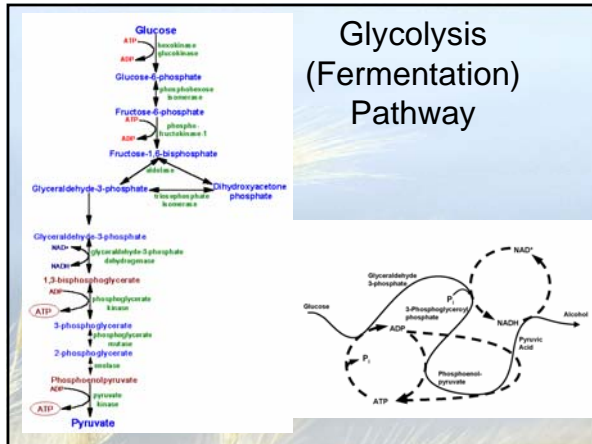 Glycolysis
(Fermentation)
Pathway
Glucose
ATP
hexokinase
glucokinase
ADP
Glucose-6-phosphate
phosphohexose
isomerase
Fructose-6-phosphate
ATP
phospho-
fructokinase-1
ADP
Fructose-1,6-bisphosphate
aldolase
Glyceraldehyde-3-phosphate
Dihydroxyacetone
phosphate
triosephosphate
isomerase
Glyceraldehyde-3-phosphate
NAD+
glyceraldehyde-3-phosphate
dehydrogenase
NADH
1,3-bisphosphoglycerate
ADP
phosphoglycerate
kinase
ATP
3-phosphoglycerate
phosphoglycerate
mutase
2-phosphoglycerate
enolase
Phosphoenolpyruvate
ADP
pyruvate
kinase
ATP
Pyruvate
NAD+
Glyceraldehyde
3-phosphate
Pi
Glucose
3-Phosphoglyceroyl
phosphate
ADP
NADH
Alcohol
Pyruvic
Acid
Pi
Phosphoenol-
pyruvate
ATP